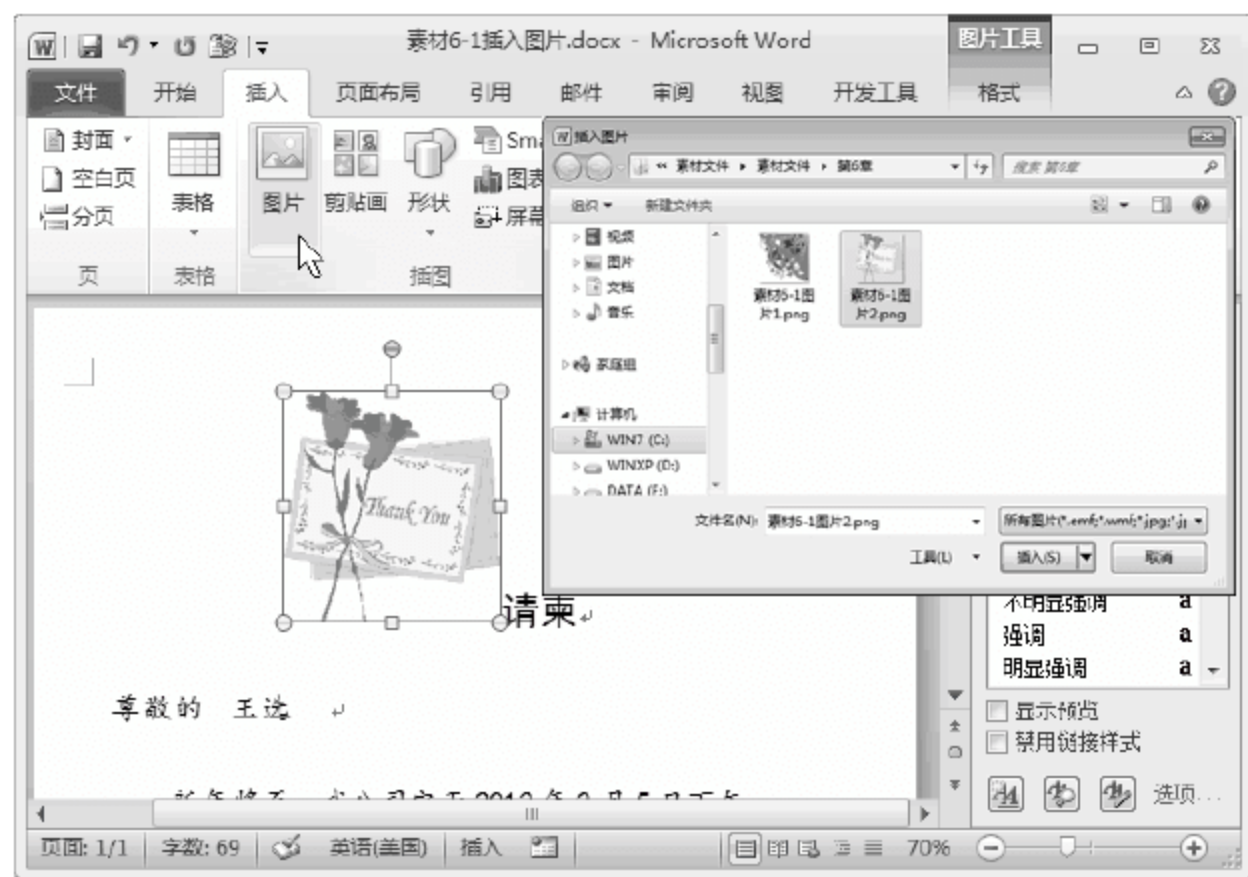 素材6-1插入图片.docx - Microsoft Word
图片工具
文件 开始 插入 页面布局 引用 邮件 审阅 视图 开发工具 格式
封面
空白页
分页
页
表格
表格
图片
剪贴画
形状
Sma
图表
屏幕
插图
插入图片
« 素材文件 ▸ 素材文件 ▸ 第6章
搜索 第6章
组织 新建文件夹
视频
图片
文档
音乐
家庭组
计算机
WIN7 (C:)
WINXP (D:)
DATA (E:)
素材6-1图
片1.png
素材6-1图
片2.png
文件名(N): 素材6-1图片2.png
所有图片(*.emf;*.wmf;*.jpg;*.j
工具(L) 插入(S) 取消
Thank You
请柬
尊敬的 王选
不明显强调 a
强调 a
明显强调 a
显示预览
禁用链接样式
选项...
页面: 1/1 字数: 69 英语(美国) 插入 70%